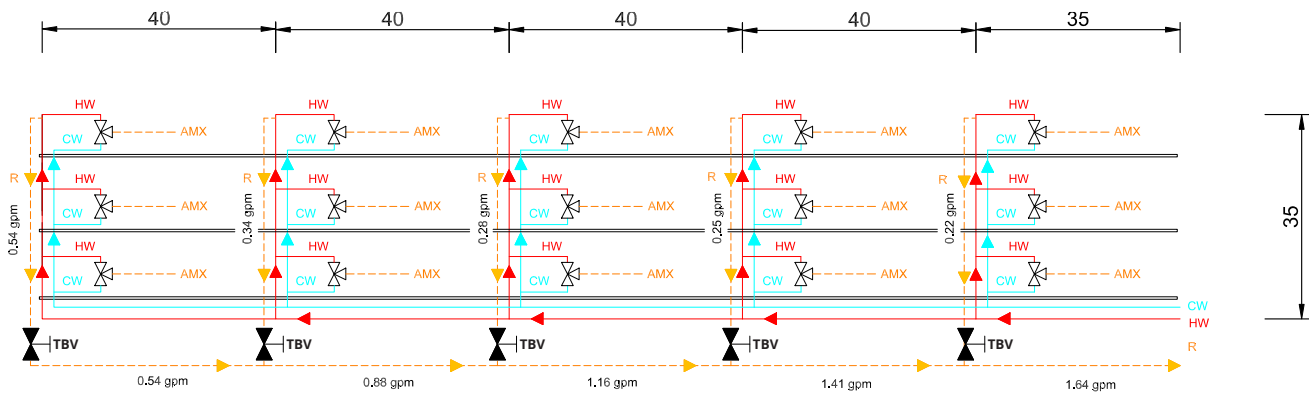 40 40 40 40 35
HW HW HW HW HW
CW AMX CW AMX CW AMX CW AMX CW AMX
R R R R R
HW HW HW HW HW
CW AMX CW AMX CW AMX CW AMX CW AMX
0.54 gpm 0.34 gpm 0.28 gpm 0.25 gpm 0.22 gpm
35
HW HW HW HW HW
CW AMX CW AMX CW AMX CW AMX CW AMX
CW
HW
TBV TBV TBV TBV TBV R
0.54 gpm 0.88 gpm 1.16 gpm 1.41 gpm 1.64 gpm